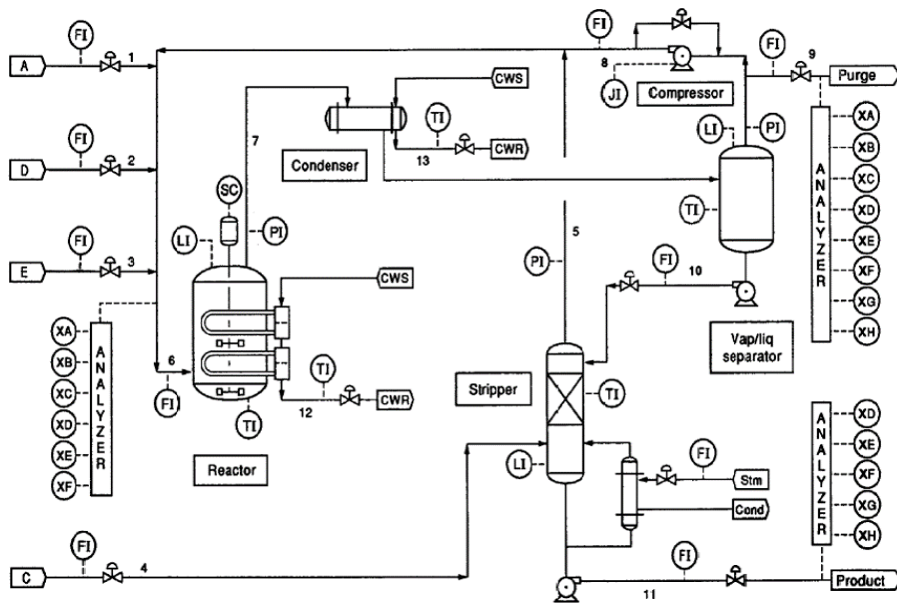 FI
FI
9
8
CWS
FI
A
1
JI
Compressor
Purge
TI
LI
PI
XA
7
13
CWR
XB
FI
Condenser
XC
D
2
SC
TI
XD
5
XE
LI
PI
FI
PI
FI
10
XF
E
3
CWS
XG
XA
XH
ANALYZER
ANALYZER
XB
6
Vap/liq
separator
XC
FI
TI
Stripper
TI
XD
12
CWR
XD
TI
XE
XE
Reactor
LI
FI
XF
XF
Stm
ANALYZER
XG
Cond
XH
FI
4
FI
C
11
Product